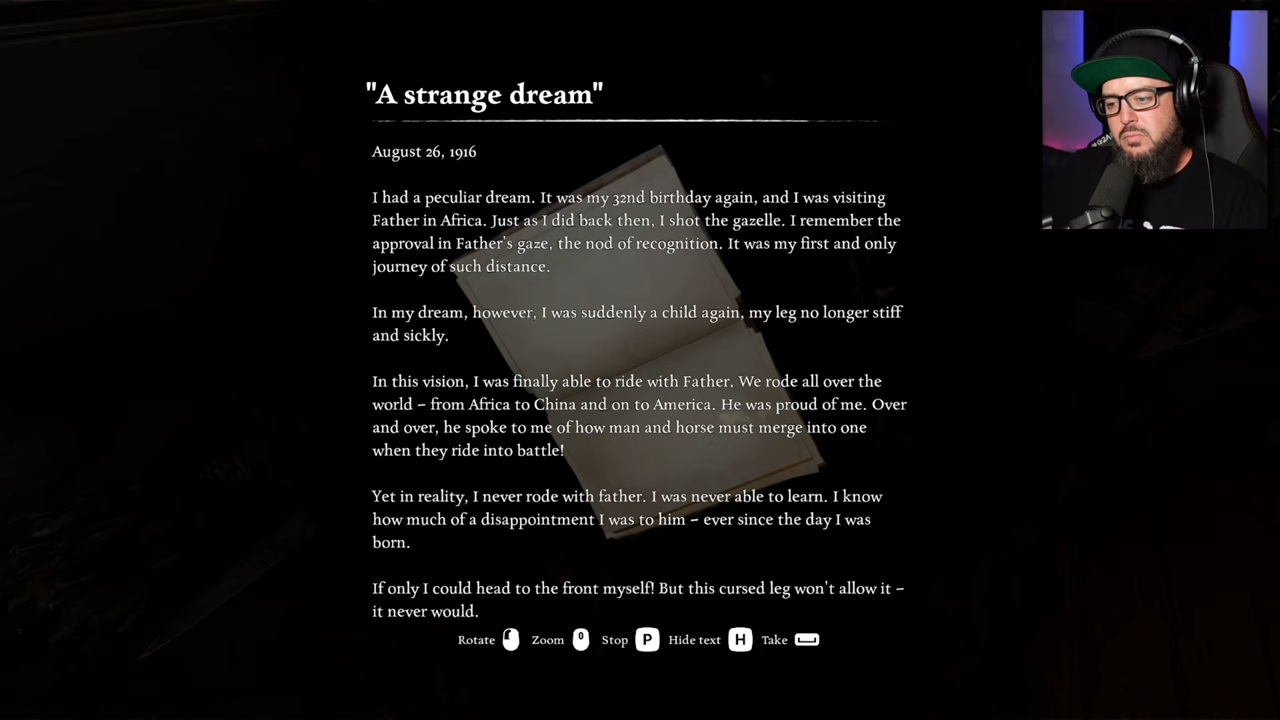 "A strange dream"
August 26, 1916
I had a peculiar dream. It was my 32nd birthday again, and I was visiting
Father in Africa. Just as I did back then, I shot the gazelle. I remember the
approval in Father's gaze, the nod of recognition. It was my first and only
journey of such distance.
In my dream, however, I was suddenly a child again, my leg no longer stiff
and sickly.
In this vision, I was finally able to ride with Father. We rode all over the
world – from Africa to China and on to America. He was proud of me. Over
and over, he spoke to me of how man and horse must merge into one
when they ride into battle!
Yet in reality, I never rode with father. I was never able to learn. I know
how much of a disappointment I was to him – ever since the day I was
born.
If only I could head to the front myself! But this cursed leg won't allow it –
it never would.
Rotate Zoom 0 Stop P Hide text H Take